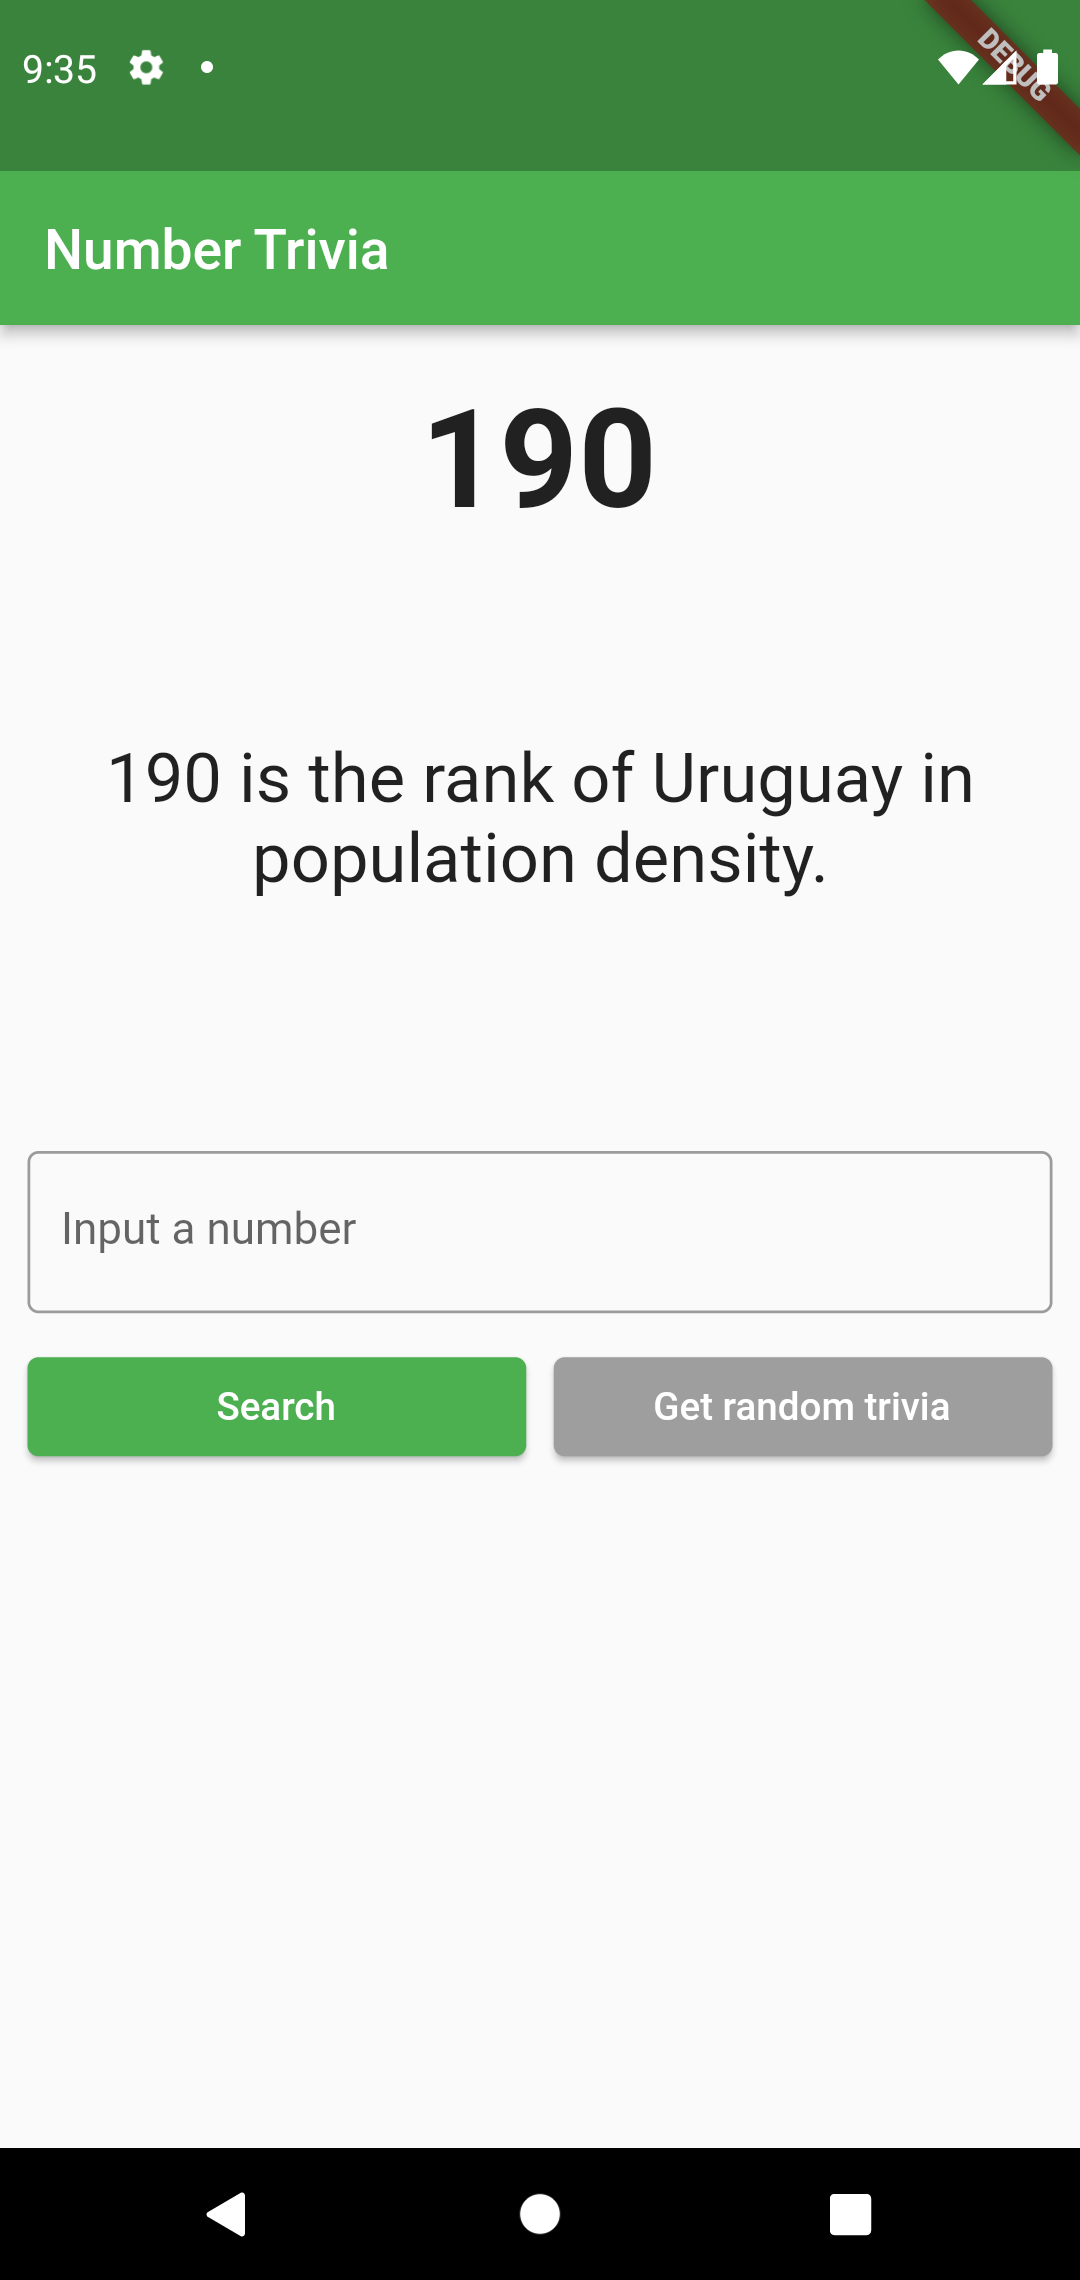 9:35
DEBUG
Number Trivia
190
190 is the rank of Uruguay in
population density.
Input a number
Search
Get random trivia